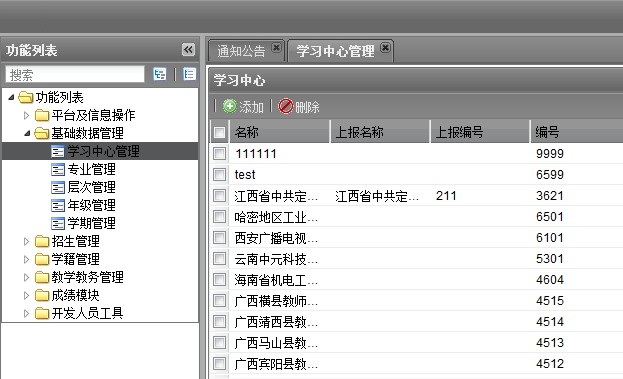 功能列表
搜索
功能列表
平台及信息操作
基础数据管理
学习中心管理
专业管理
层次管理
年级管理
学期管理
招生管理
学籍管理
教学教务管理
成绩模块
开发人员工具
通知公告 学习中心管理
学习中心
添加 删除
名称 上报名称 上报编号 编号
111111 9999
test 6599
江西省中共定... 江西省中共定... 211 3621
哈密地区工业... 6501
西安广播电视... 6101
云南中元科技... 5301
海南省机电工... 4604
广西横县教师... 4515
广西靖西县教... 4514
广西马山县教... 4513
广西宾阳县教... 4512